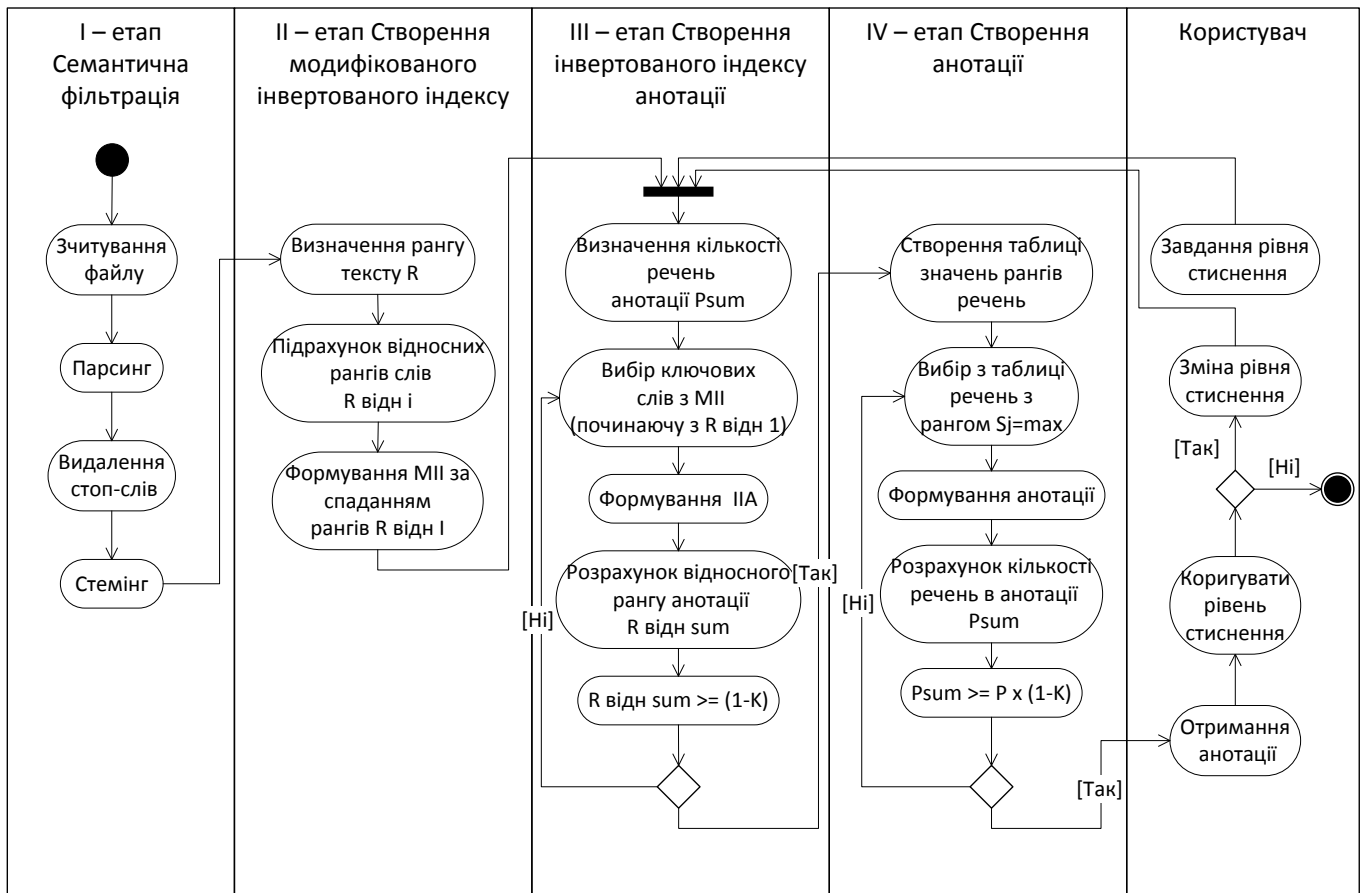 I – етап
Семантична
фільтрація
II – етап Створення
модифікованого
інвертованого індексу
III – етап Створення
інвертованого індексу
анотації
IV – етап Створення
анотації
Користувач
Зчитування
файлу
Парсинг
Видалення
стоп-слів
Стемінг
Визначення рангу
тексту R
Підрахунок відносних
рангів слів
R відн i
Формування МІІ за
спаданням
рангів R відн I
Визначення кількості
речень
анотації Psum
Вибір ключових
слів з МІІ
(починаючу з R відн 1)
Формування ІІА
Розрахунок відносного
рангу анотації
R відн sum
R відн sum >= (1-K)
[Ні]
[Так]
Створення таблиці
значень рангів
речень
Вибір з таблиці
речень з
рангом Sj=max
Формування анотації
Розрахунок кількості
речень в анотації
Psum
Psum >= P x (1-K)
[Ні]
[Так]
Завдання рівня
стиснення
Зміна рівня
стиснення
[Так]
[Ні]
Коригувати
рівень
стиснення
Отримання
анотації